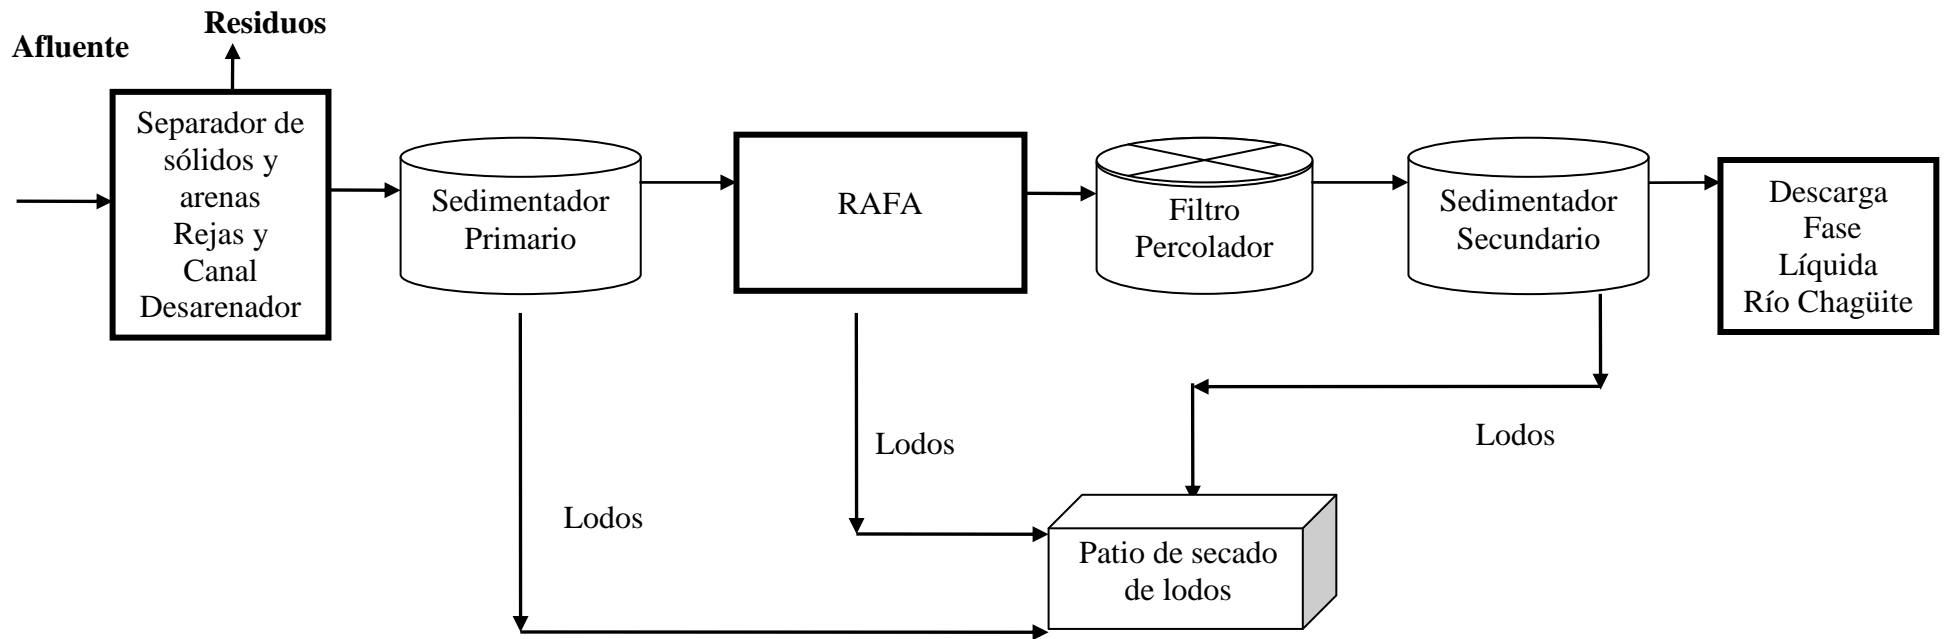 Residuos
Afluente
Separador de
sólidos y
arenas
Rejas y
Canal
Desarenador
Sedimentador
Primario
RAFA
Filtro
Percolador
Sedimentador
Secundario
Descarga
Fase
Líquida
Río Chagüite
Lodos
Lodos
Lodos
Patio de secado
de lodos